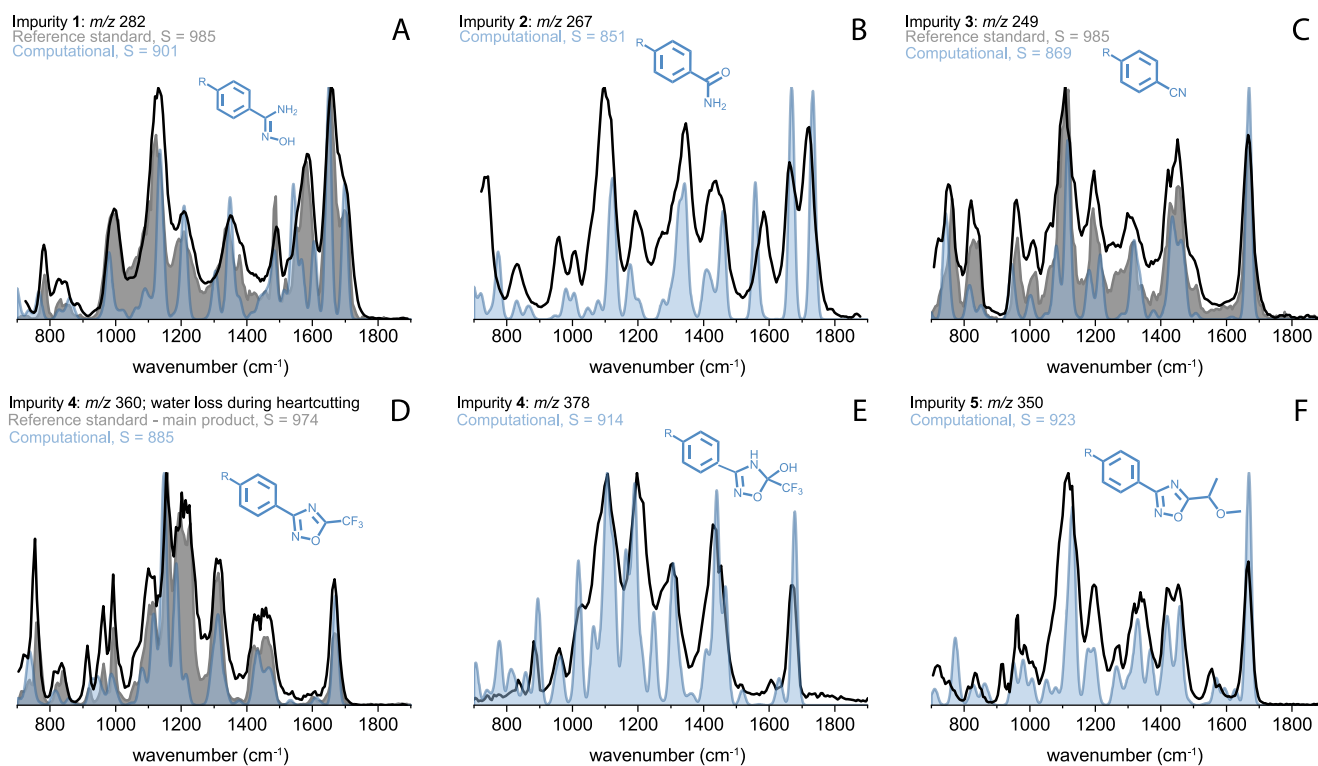 Impurity 1: m/z 282
Reference standard, S = 985
Computational, S = 901
A
R
NH2
N
OH
800 1000 1200 1400 1600 1800
wavenumber (cm-1)
Impurity 2: m/z 267
Computational, S = 851
B
R
O
NH2
800 1000 1200 1400 1600 1800
wavenumber (cm-1)
Impurity 3: m/z 249
Reference standard, S = 985
Computational, S = 869
C
R
CN
800 1000 1200 1400 1600 1800
wavenumber (cm-1)
Impurity 4: m/z 360; water loss during heartcutting
Reference standard - main product, S = 974
Computational, S = 885
D
R
N
CF3
N
O
800 1000 1200 1400 1600 1800
wavenumber (cm-1)
Impurity 4: m/z 378
Computational, S = 914
E
R
H
N
OH
CF3
N
O
800 1000 1200 1400 1600 1800
wavenumber (cm-1)
Impurity 5: m/z 350
Computational, S = 923
F
R
N
N
O
O
800 1000 1200 1400 1600 1800
wavenumber (cm-1)